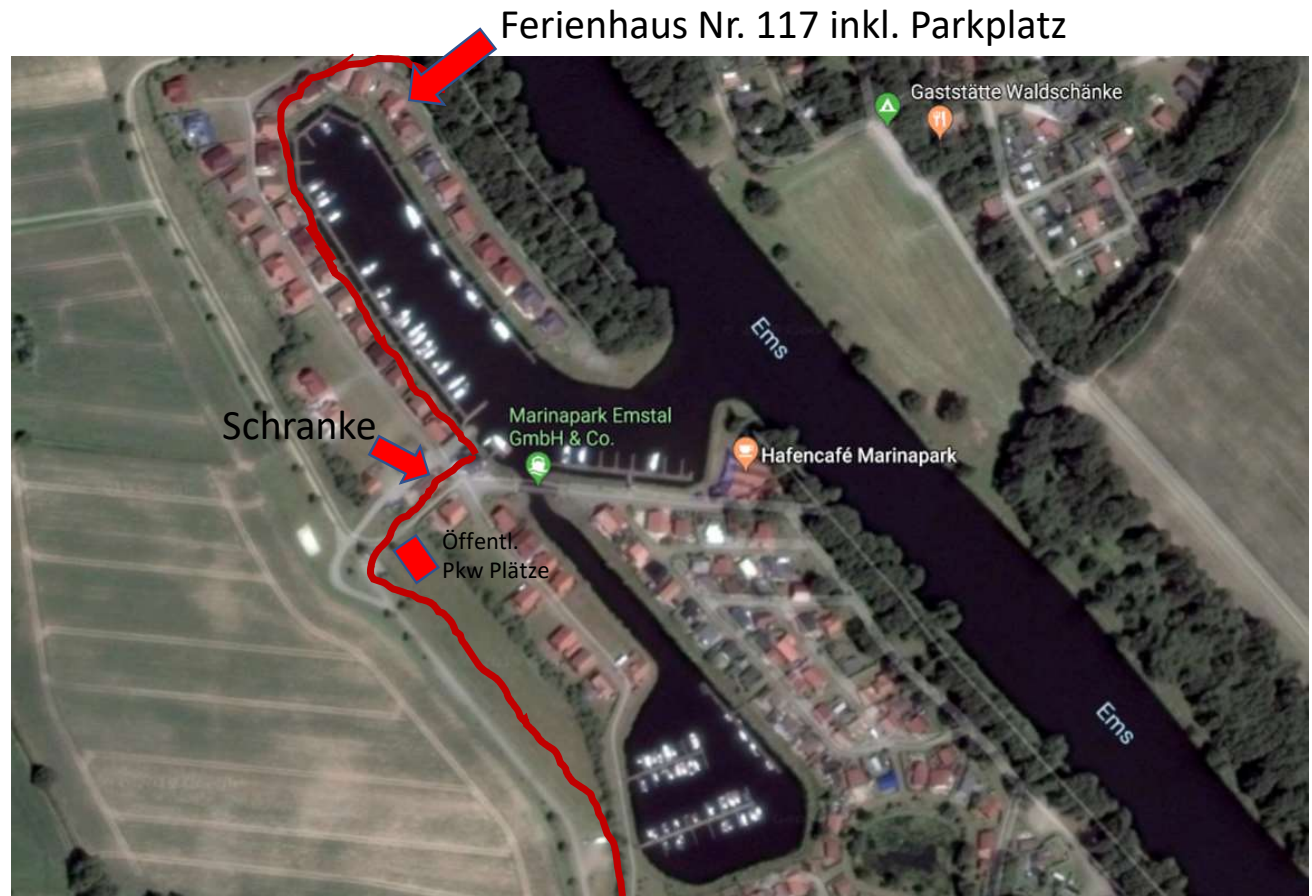 Ferienhaus Nr. 117 inkl. Parkplatz
Gaststätte Waldschänke
Ems
Schranke
Marinapark Emstal
GmbH & Co.
Hafencafé Marinapark
Öffentl.
Pkw Plätze
Ems